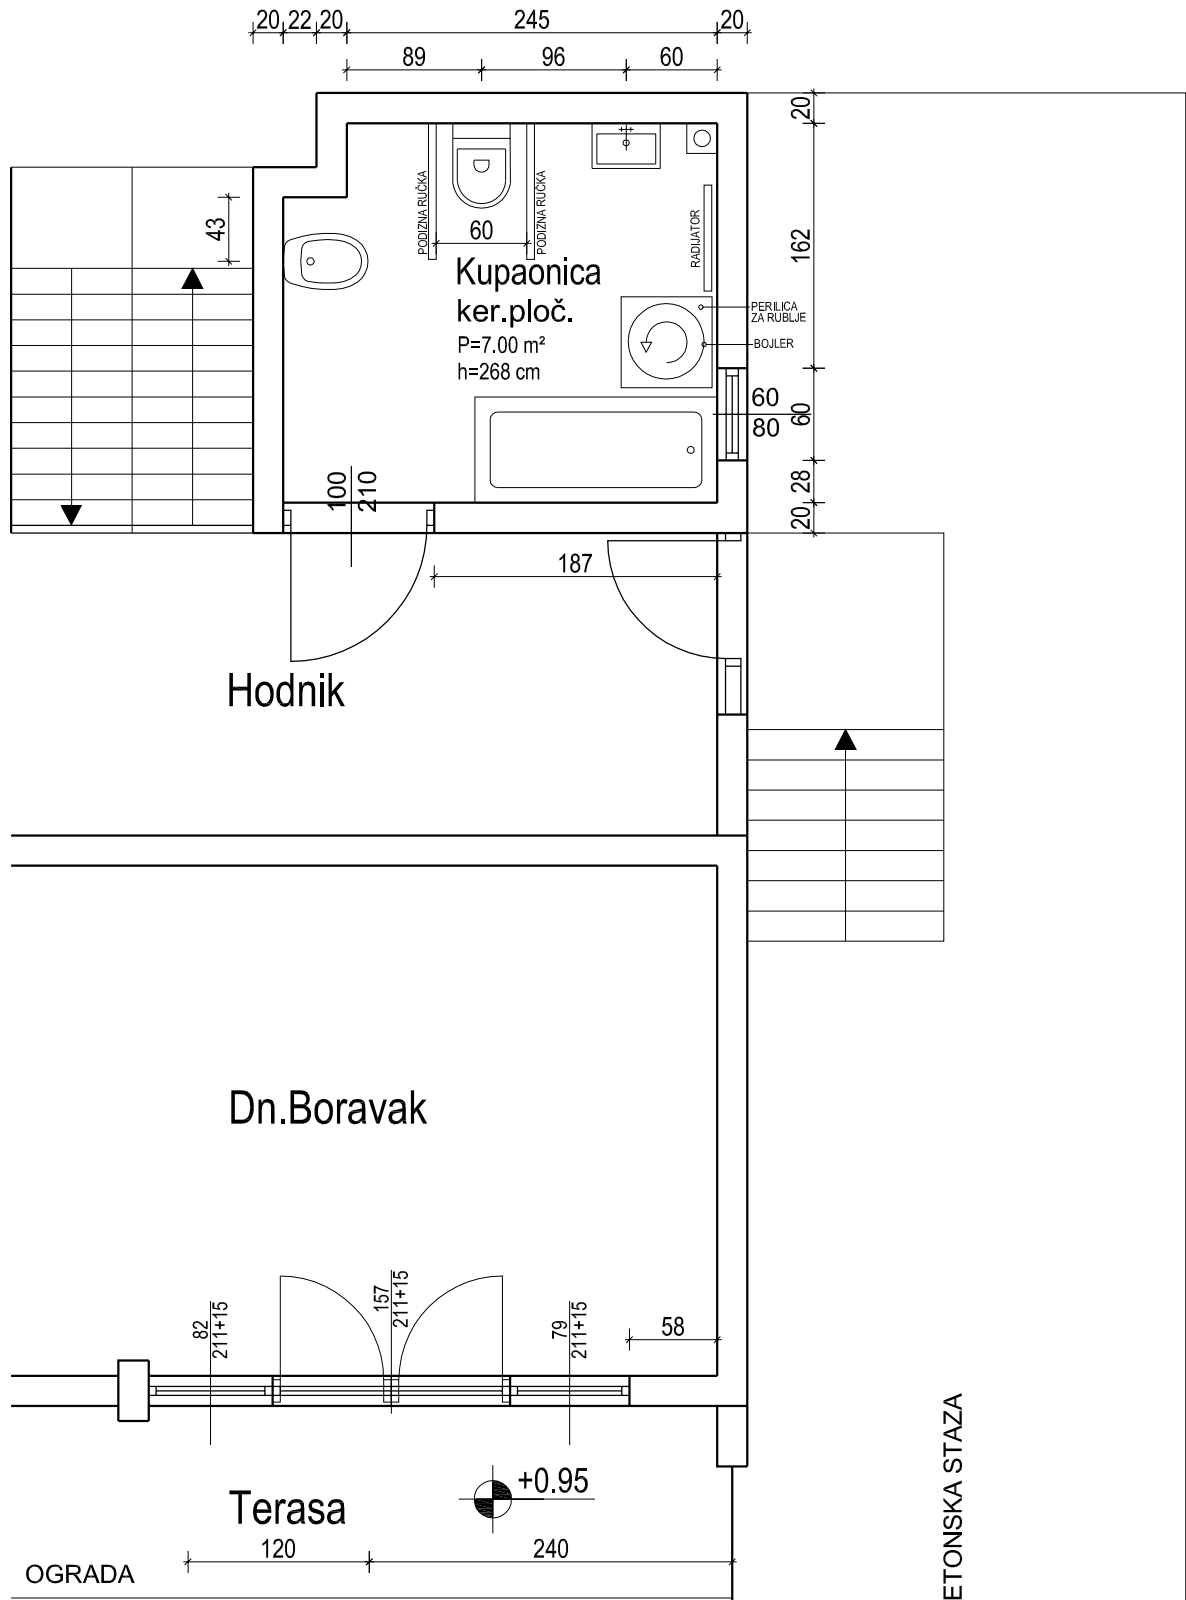 20 22 20 245 20
89 96 60
20
43
PODIZNA RUČKA
PODIZNA RUČKA
60
RADIJATOR
162
Kupaonica
ker.ploč.
P=7.00 m²
h=268 cm
PERILICA
ZA RUBLJE
BOJLER
60
80
60
100
210
28
20
187
Hodnik
Dn.Boravak
82
211+15
157
211+15
79
211+15
58
+0.95
Terasa
120 240
OGRADA
ETONSKA STAZA